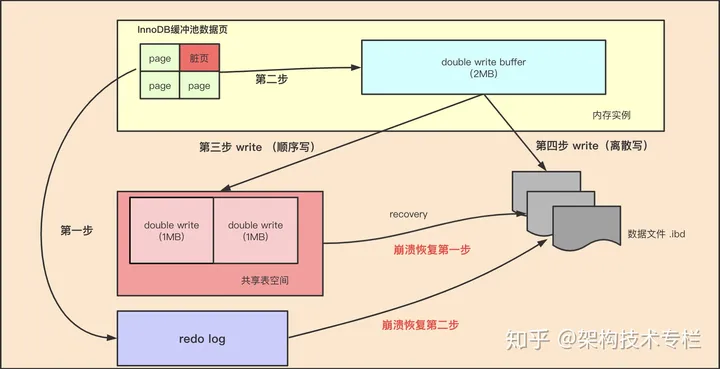 InnoDB缓冲池数据页
page
脏页
page
page
第二步
double write buffer
(2MB)
内存实例
第三步 write （顺序写）
第四步 write（离散写）
第一步
double write
(1MB)
double write
(1MB)
共享表空间
recovery
崩溃恢复第一步
数据文件 .ibd
redo log
崩溃恢复第二步
知乎 @架构技术专栏